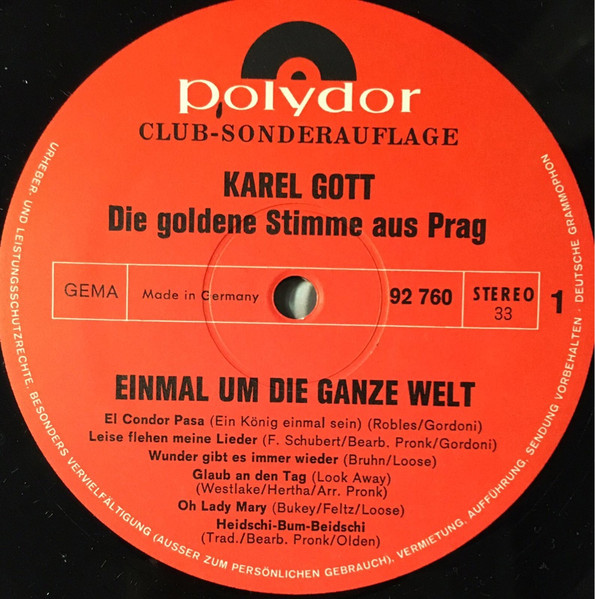 polydor
CLUB-SONDERAUFLAGE
KAREL GOTT
Die goldene Stimme aus Prag
GEMA
Made in Germany
92 760
STEREO
33
1
EINMAL UM DIE GANZE WELT
El Condor Pasa (Ein König einmal sein) (Robles/Gordoni)
Leise flehen meine Lieder (F. Schubert/Bearb. Pronk/Gordoni)
Wunder gibt es immer wieder (Bruhn/Loose)
Glaub an den Tag (Look Away)
(Westlake/Hertha/Arr. Pronk)
Oh Lady Mary (Bukey/Feltz/Loose)
Heidschi-Bum-Beidschi
(Trad./Bearb. Pronk/Olden)
URHEBER- UND LEISTUNGSSCHUTZRECHTE, BESONDERS VERVIELFÄLTIGUNG (AUSSER ZUM PERSÖNLICHEN GEBRAUCH), VERMIETUNG, AUFFÜHRUNG, SENDUNG VORBEHALTEN · DEUTSCHE GRAMMOPHON